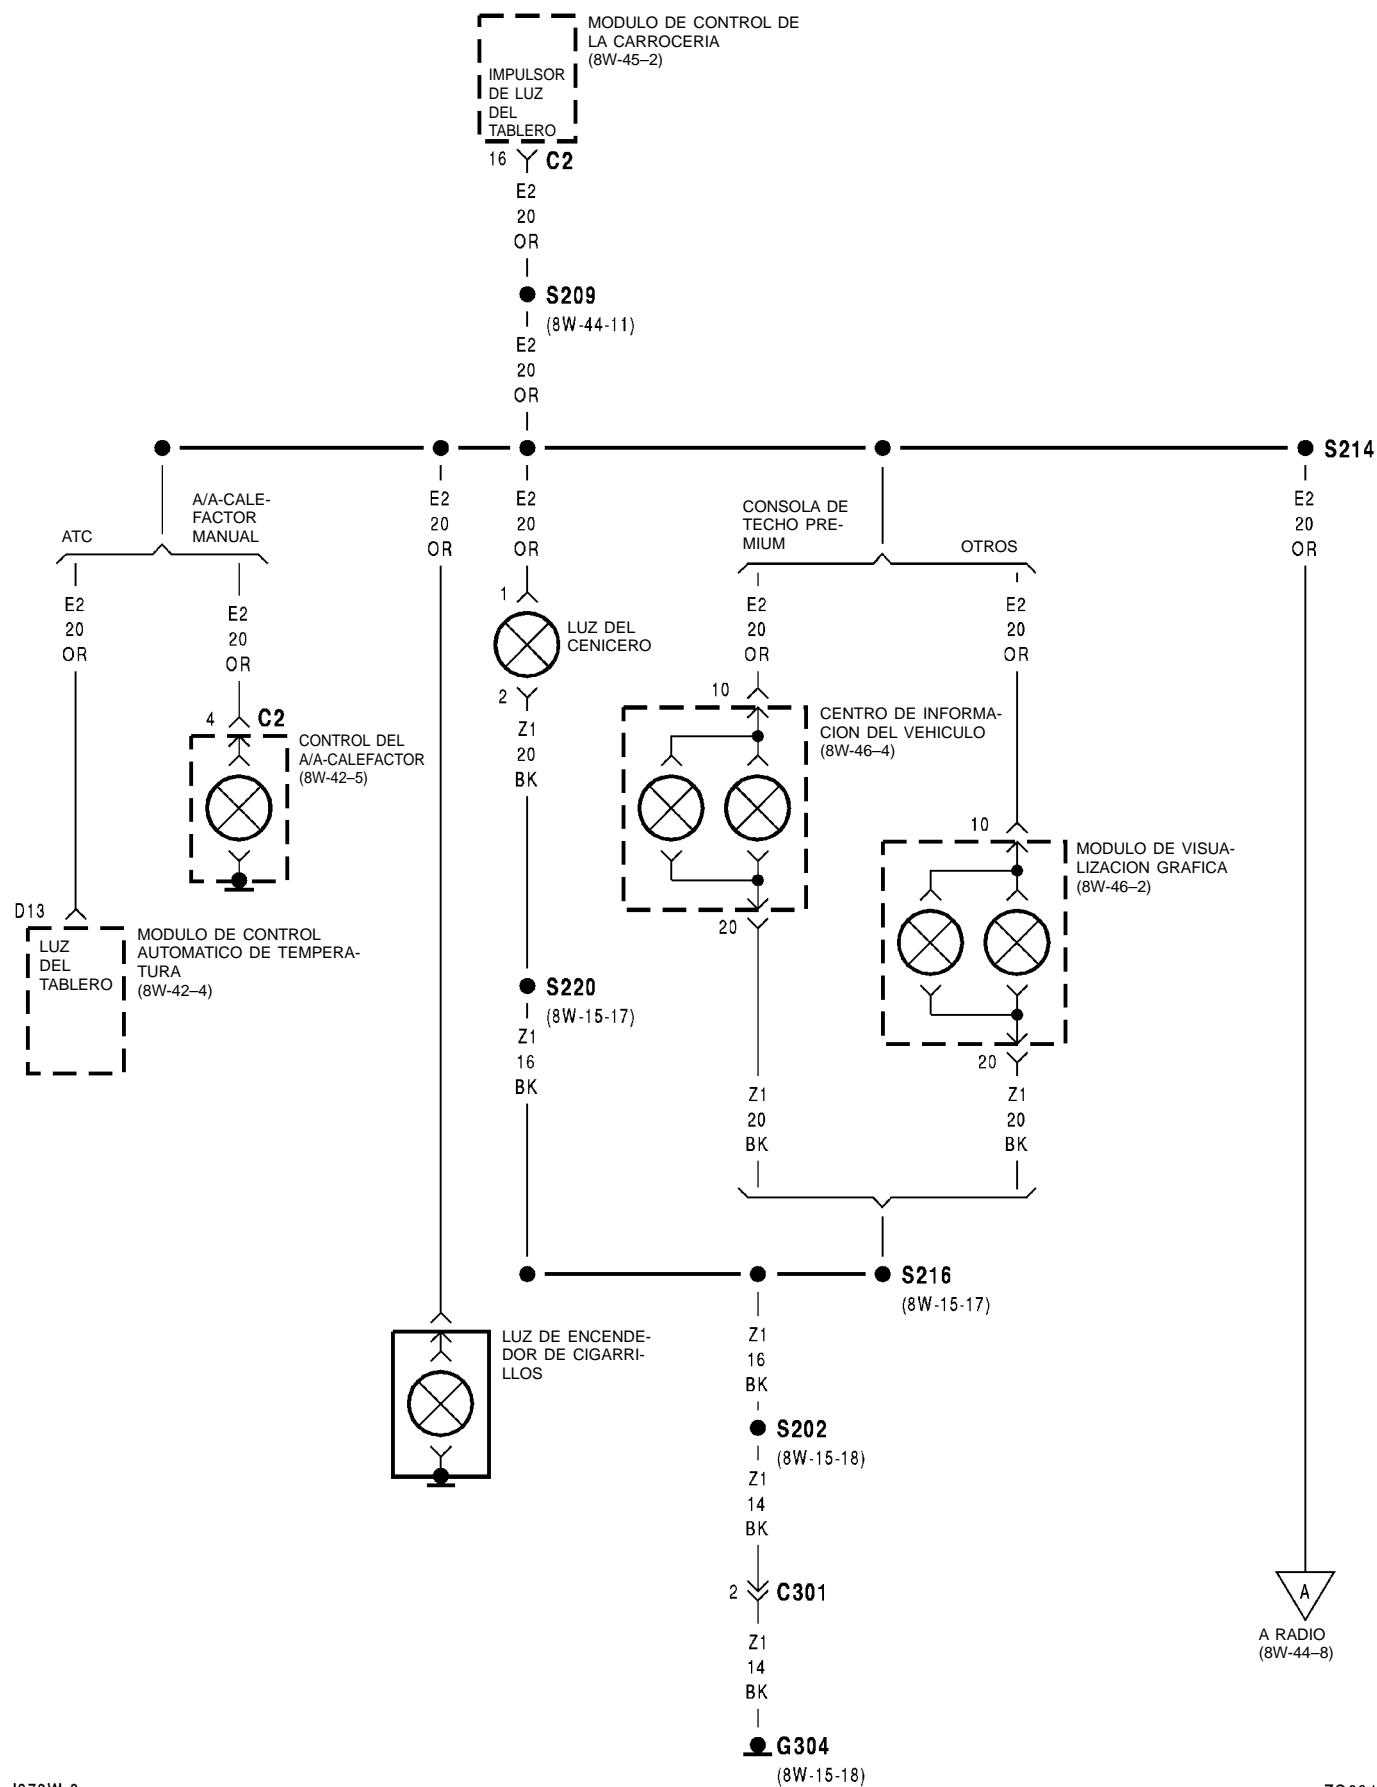 MODULO DE CONTROL DE
LA CARROCERIA
(8W-45–2)
IMPULSOR
DE LUZ
DEL
TABLERO
16
C2
E2
20
OR
S209
(8W-44-11)
E2
20
OR
S214
E2
20
OR
E2
20
OR
E2
20
OR
ATC
A/A-CALE-
FACTOR
MANUAL
CONSOLA DE
TECHO PRE-
MIUM
OTROS
E2
20
OR
E2
20
OR
E2
20
OR
E2
20
OR
1
LUZ DEL
CENICERO
2
4
C2
CONTROL DEL
A/A-CALEFACTOR
(8W-42–5)
Z1
20
BK
10
CENTRO DE INFORMA-
CION DEL VEHICULO
(8W-46–4)
20
10
MODULO DE VISUA-
LIZACION GRAFICA
(8W-46–2)
20
D13
LUZ
DEL
TABLERO
MODULO DE CONTROL
AUTOMATICO DE TEMPERA-
TURA
(8W-42–4)
S220
(8W-15-17)
Z1
16
BK
Z1
20
BK
Z1
20
BK
S216
(8W-15-17)
LUZ DE ENCENDE-
DOR DE CIGARRI-
LLOS
Z1
16
BK
S202
(8W-15-18)
Z1
14
BK
2
C301
Z1
14
BK
G304
(8W-15-18)
A
A RADIO
(8W-44–8)